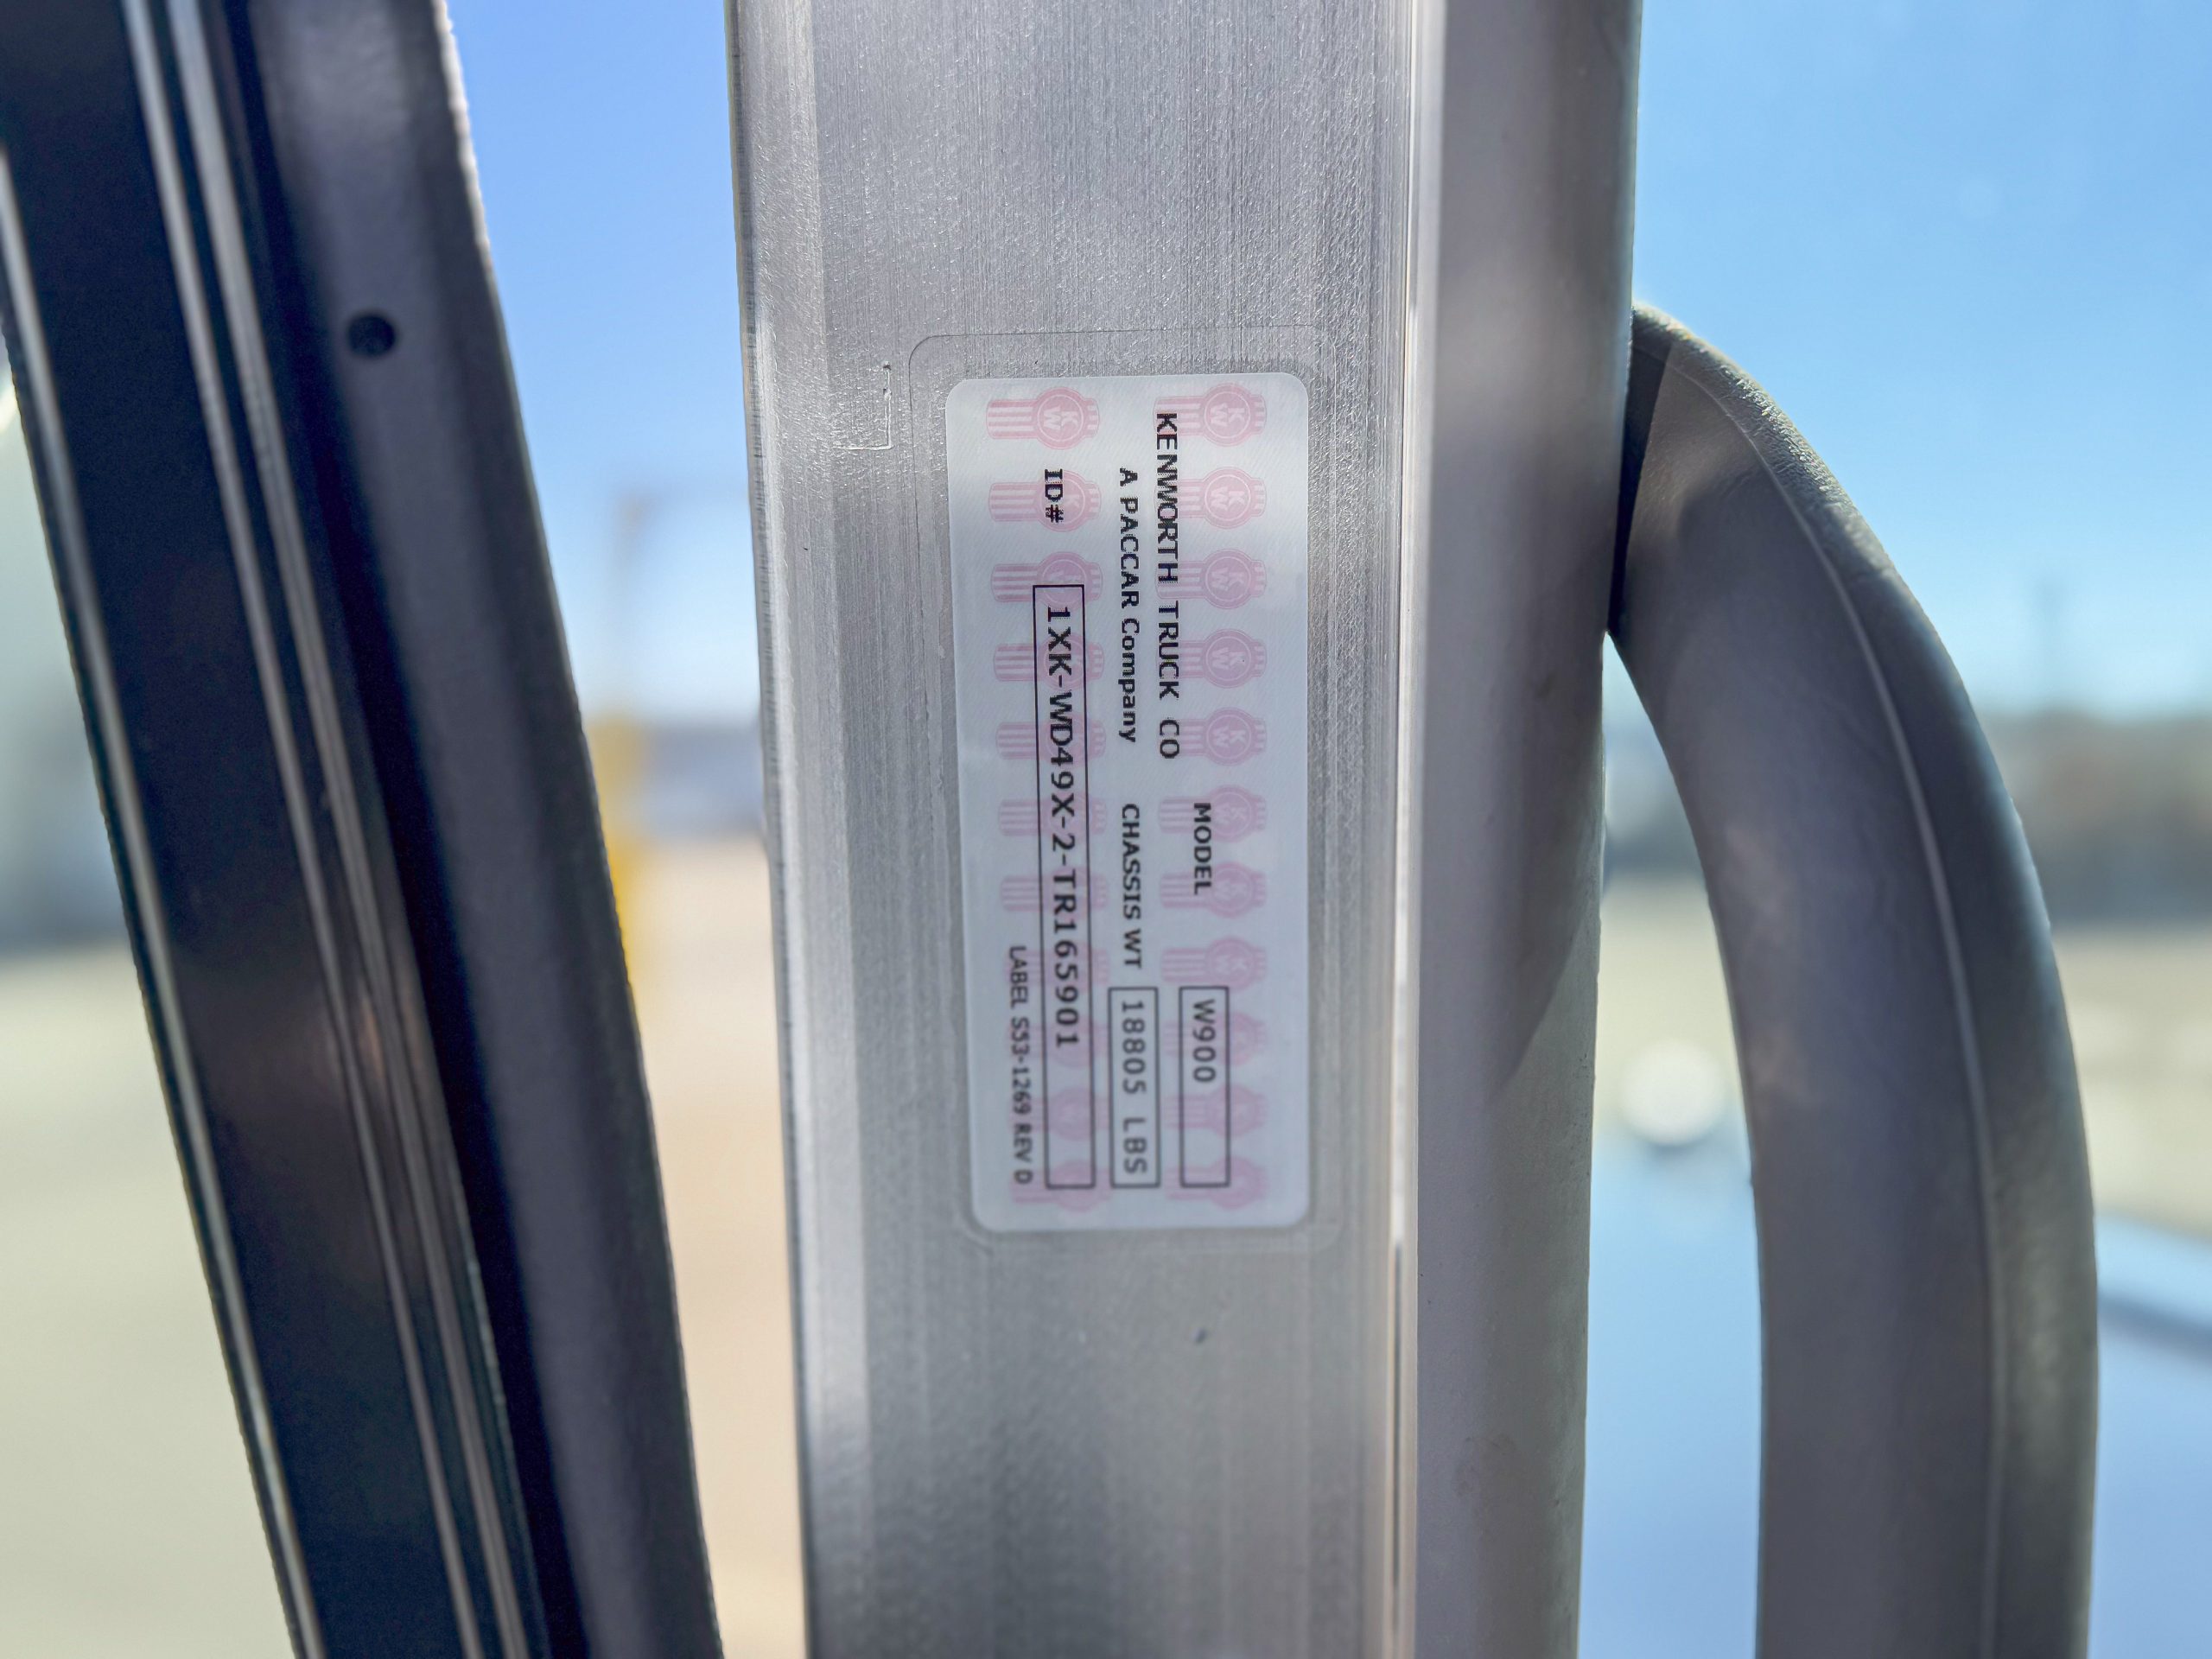 MODEL W900
KENWORTH TRUCK CO
A PACCAR Company CHASSIS WT 18805 LBS
ID# 1XK-WD49X-2-TR165901
LABEL S53-1269 REV D